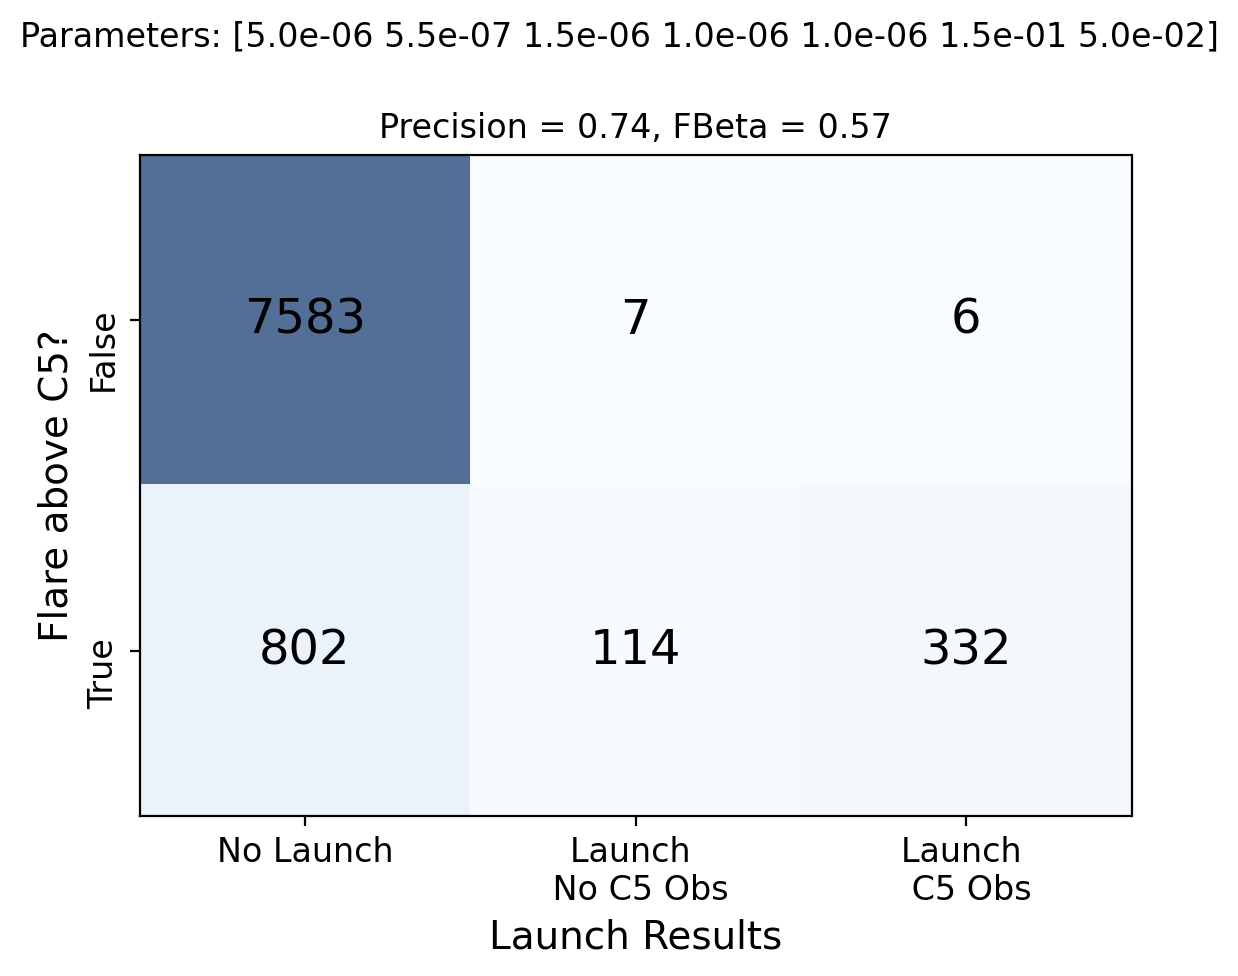 Parameters: [5.0e-06 5.5e-07 1.5e-06 1.0e-06 1.0e-06 1.5e-01 5.0e-02]
Precision = 0.74, FBeta = 0.57
Flare above C5?
False
7583
7
6
True
802
114
332
No Launch
Launch
No C5 Obs
Launch
C5 Obs
Launch Results